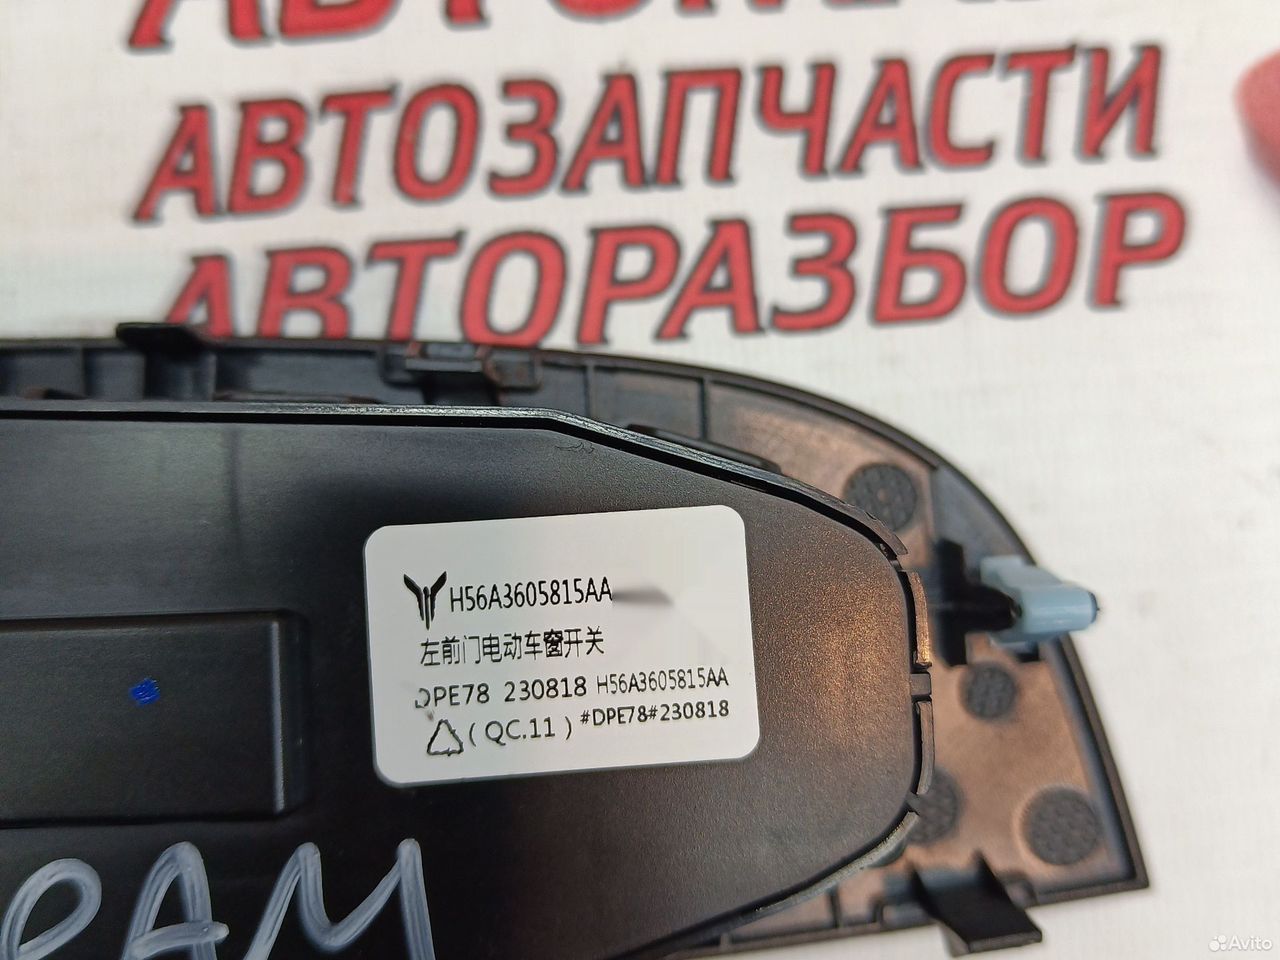 АВТОЗАПЧАСТИ
АВТОРАЗБОР
H56A3605815AA
左前门电动车窗开关
DPE78 230818 H56A3605815AA
(QC.11) #DPE78#230818
РАМ
Avito